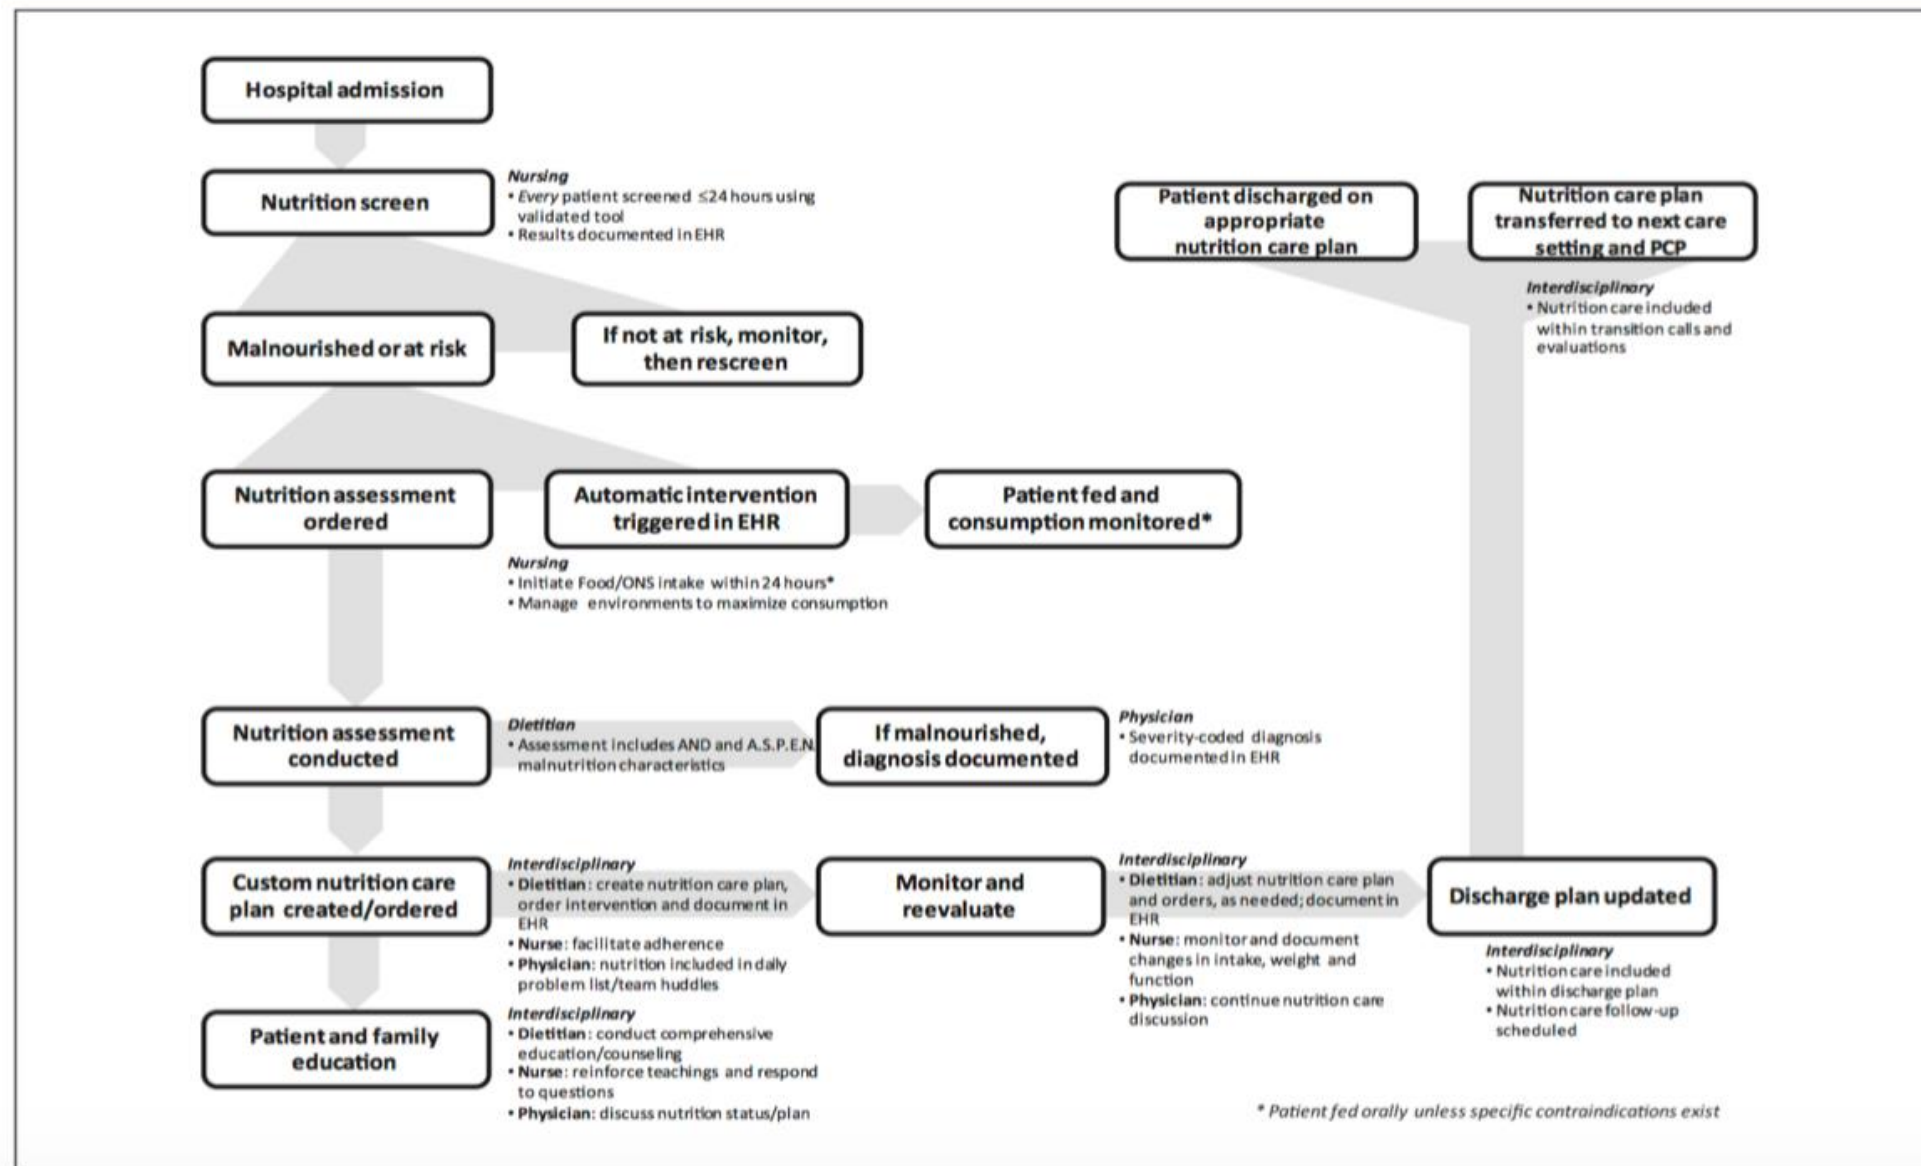 Hospital admission
Nutrition screen
Nursing
• Every patient screened ≤24 hours using
validated tool
• Results documented in EHR
Patient discharged on
appropriate
nutrition care plan
Nutrition care plan
transferred to next care
setting and PCP
Interdisciplinary
• Nutrition care included
within transition calls and
evaluations
Malnourished or at risk
If not at risk, monitor,
then rescreen
Nutrition assessment
ordered
Automatic intervention
triggered in EHR
Patient fed and
consumption monitored*
Nursing
• Initiate Food/ONS intake within 24 hours*
• Manage environments to maximize consumption
Nutrition assessment
conducted
Dietitian
• Assessment includes AND and A.S.P.E.N.
malnutrition characteristics
If malnourished,
diagnosis documented
Physician
• Severity-coded diagnosis
documented in EHR
Custom nutrition care
plan created/ordered
Interdisciplinary
• Dietitian: create nutrition care plan,
order intervention and document in
EHR
• Nurse: facilitate adherence
• Physician: nutrition included in daily
problem list/team huddles
Monitor and
reevaluate
Interdisciplinary
• Dietitian: adjust nutrition care plan
and orders, as needed; document in
EHR
• Nurse: monitor and document
changes in intake, weight and
function
• Physician: continue nutrition care
discussion
Discharge plan updated
Interdisciplinary
• Nutrition care included
within discharge plan
• Nutrition care follow-up
scheduled
Patient and family
education
Interdisciplinary
• Dietitian: conduct comprehensive
education/counseling
• Nurse: reinforce teachings and respond
to questions
• Physician: discuss nutrition status/plan
* Patient fed orally unless specific contraindications exist